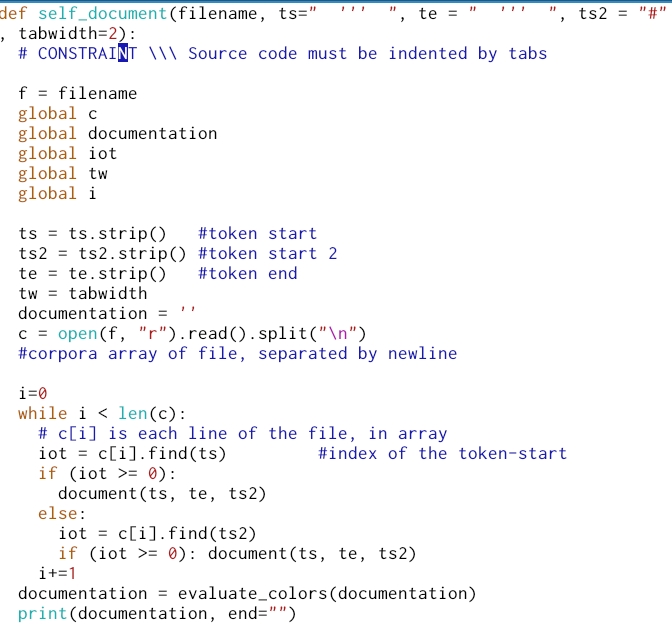 def self_document(filename, ts="  '''  ", te = "  '''  ", ts2 = "#"
, tabwidth=2):
  # CONSTRAINT \\\ Source code must be indented by tabs

  f = filename
  global c
  global documentation
  global iot
  global tw
  global i

  ts = ts.strip()   #token start
  ts2 = ts2.strip() #token start 2
  te = te.strip()   #token end
  tw = tabwidth
  documentation = ''
  c = open(f, "r").read().split("\n")
  #corpora array of file, separated by newline

  i=0
  while i < len(c):
    # c[i] is each line of the file, in array
    iot = c[i].find(ts)         #index of the token-start
    if (iot >= 0):
      document(ts, te, ts2)
    else:
      iot = c[i].find(ts2)
      if (iot >= 0): document(ts, te, ts2)
    i+=1
  documentation = evaluate_colors(documentation)
  print(documentation, end="")